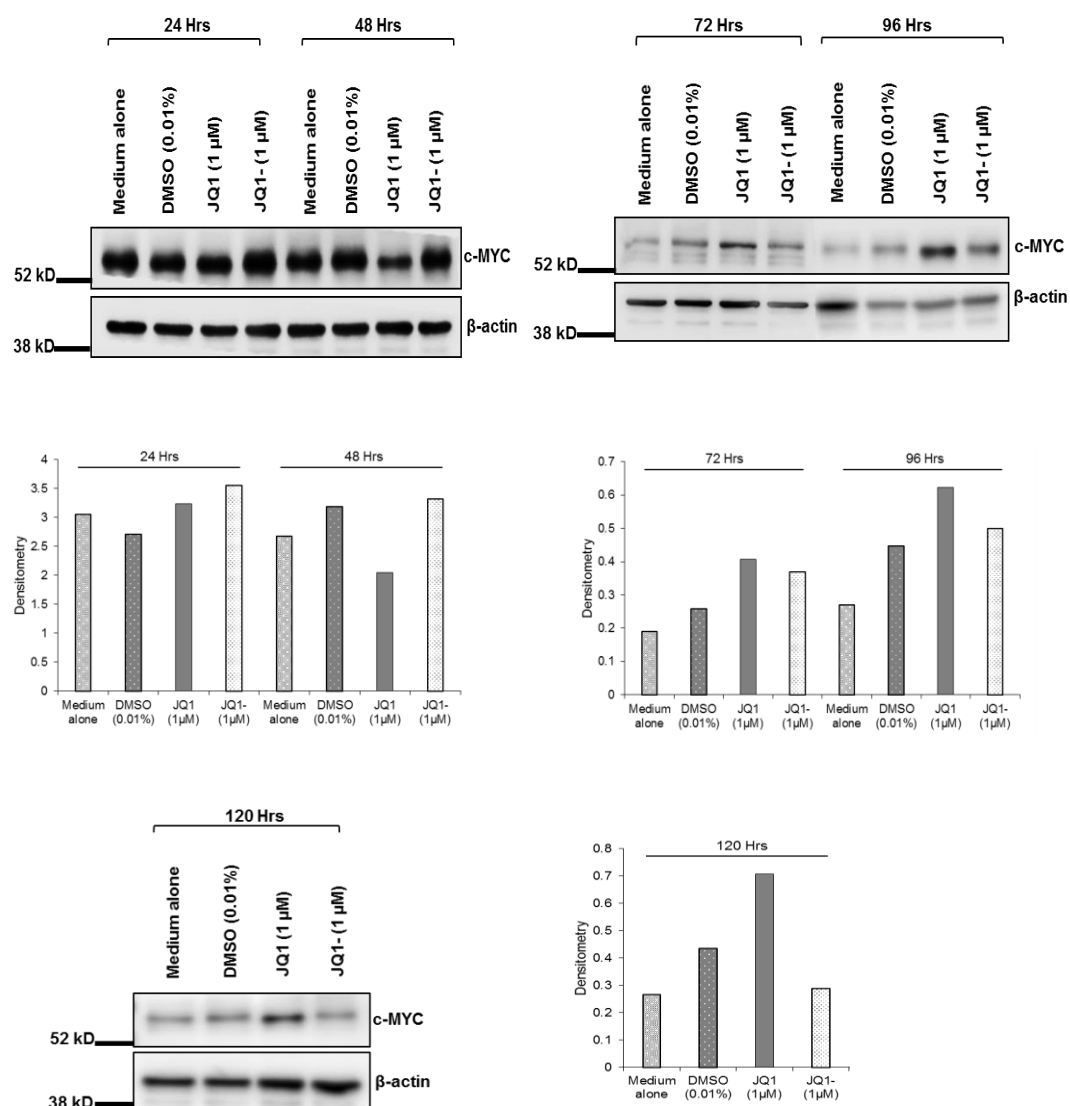 24 Hrs
48 Hrs
Medium alone
DMSO (0.01%)
JQ1 (1 µM)
JQ1- (1 µM)
Medium alone
DMSO (0.01%)
JQ1 (1 µM)
JQ1- (1 µM)
c-MYC
52 kD
β-actin
38 kD
72 Hrs
96 Hrs
Medium alone
DMSO (0.01%)
JQ1 (1 µM)
JQ1- (1 µM)
Medium alone
DMSO (0.01%)
JQ1 (1 µM)
JQ1- (1 µM)
c-MYC
52 kD
β-actin
38 kD
24 Hrs
48 Hrs
Densitometry
4
3.5
3
2.5
2
1.5
1
0.5
0
Medium DMSO JQ1 JQ1- Medium DMSO JQ1 JQ1-
alone (0.01%) (1µM) (1µM) alone (0.01%) (1µM) (1µM)
72 Hrs
96 Hrs
Densitometry
0.7
0.6
0.5
0.4
0.3
0.2
0.1
0
Medium DMSO JQ1 JQ1- Medium DMSO JQ1 JQ1-
alone (0.01%) (1µM) (1µM) alone (0.01%) (1µM) (1µM)
120 Hrs
Medium alone
DMSO (0.01%)
JQ1 (1 µM)
JQ1- (1 µM)
c-MYC
52 kD
β-actin
38 kD
120 Hrs
Densitometry
0.8
0.7
0.6
0.5
0.4
0.3
0.2
0.1
0
Medium DMSO JQ1 JQ1-
alone (0.01%) (1µM) (1µM)